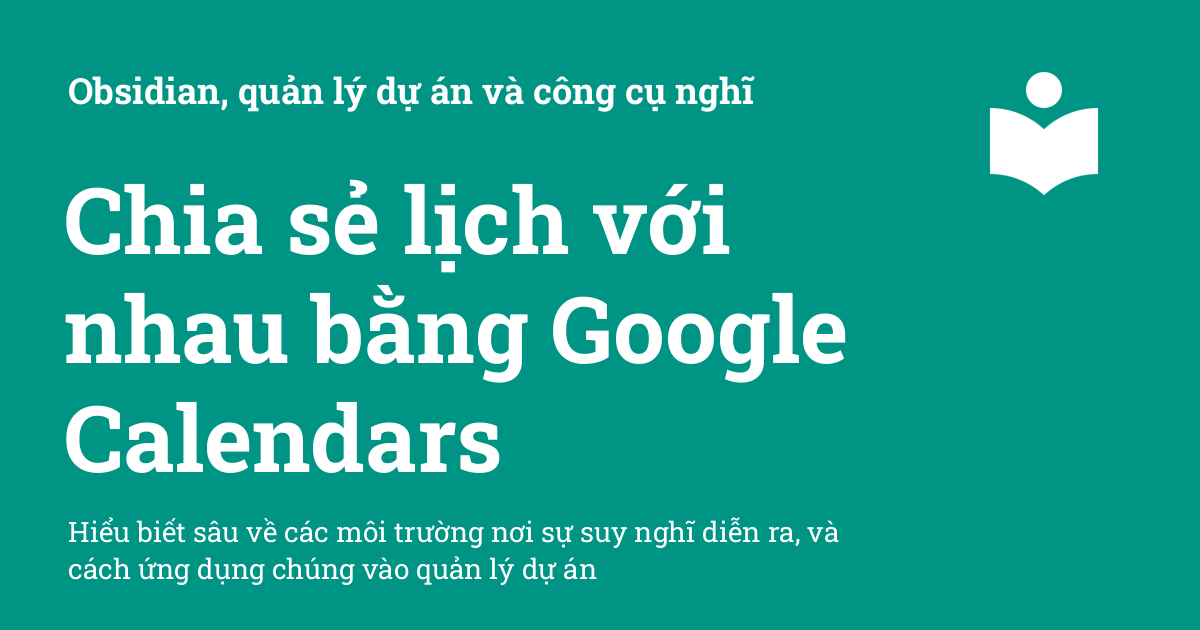 Obsidian, quản lý dự án và công cụ nghĩ
Chia sẻ lịch với
nhau bằng Google
Calendars
Hiểu biết sâu về các môi trường nơi sự suy nghĩ diễn ra, và
cách ứng dụng chúng vào quản lý dự án